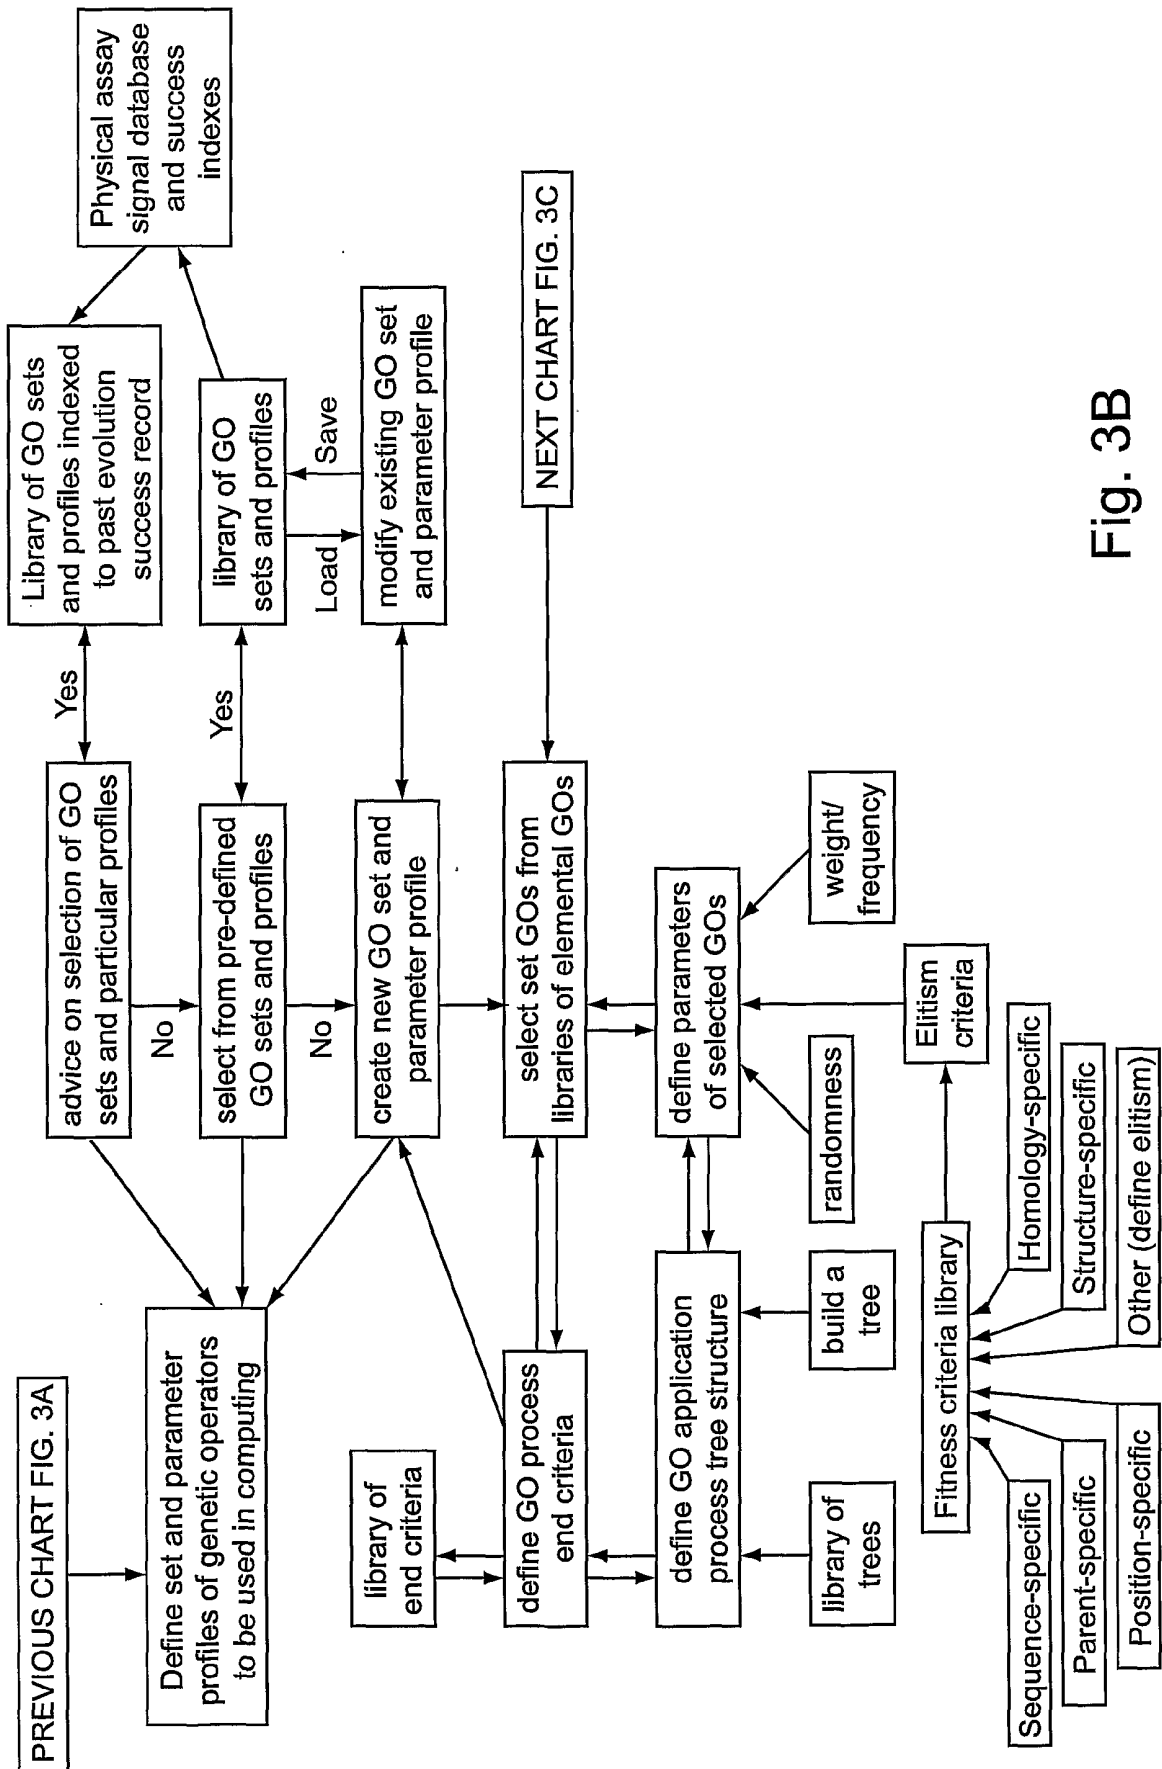 PREVIOUS CHART FIG. 3A
Define set and parameter
profiles of genetic operators
to be used in computing
advice on selection of GO
sets and particular profiles
Yes
Library of GO sets
and profiles indexed
to past evolution
success record
Physical assay
signal database
and success
indexes
No
select from pre-defined
GO sets and profiles
Yes
library of GO
sets and profiles
No
Load
Save
create new GO set and
parameter profile
modify existing GO set
and parameter profile
library of
end criteria
define GO process
end criteria
select set GOs from
libraries of elemental GOs
NEXT CHART FIG. 3C
define GO application
process tree structure
define parameters
of selected GOs
library of
trees
build a
tree
randomness
weight/
frequency
Elitism
criteria
Fitness criteria library
Sequence-specific
Homology-specific
Parent-specific
Structure-specific
Position-specific
Other (define elitism)
Fig. 3B